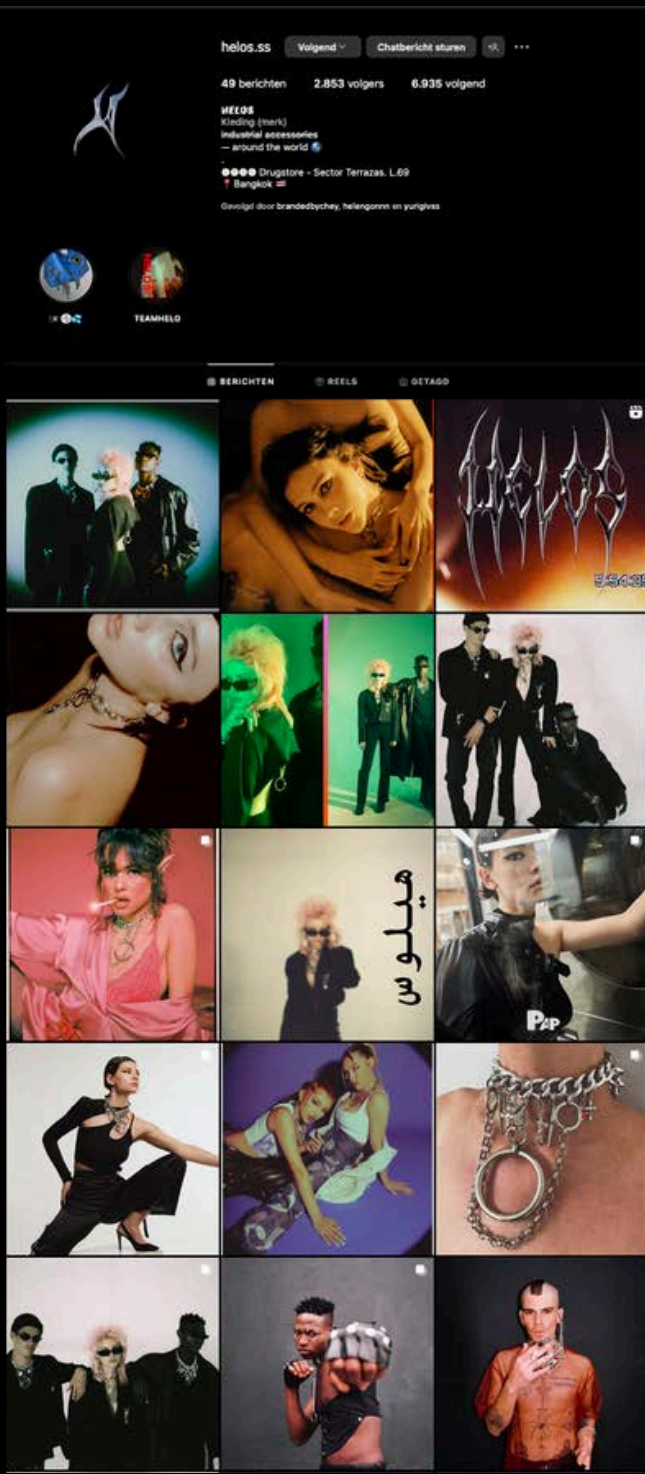 helos.ss Volgend Chatbericht sturen
49 berichten 2.853 volgers 6.935 volgend
HELOS
Kleding (merk)
industrial accessories
— around the world
Drugstore - Sector Terrazas. L.69
Bangkok
Gevolgd door brandedbychey, helengonnn en yurigivss
TEAMHELO
BERICHTEN REELS GETAGD
HELOS
هيلوس
PAP